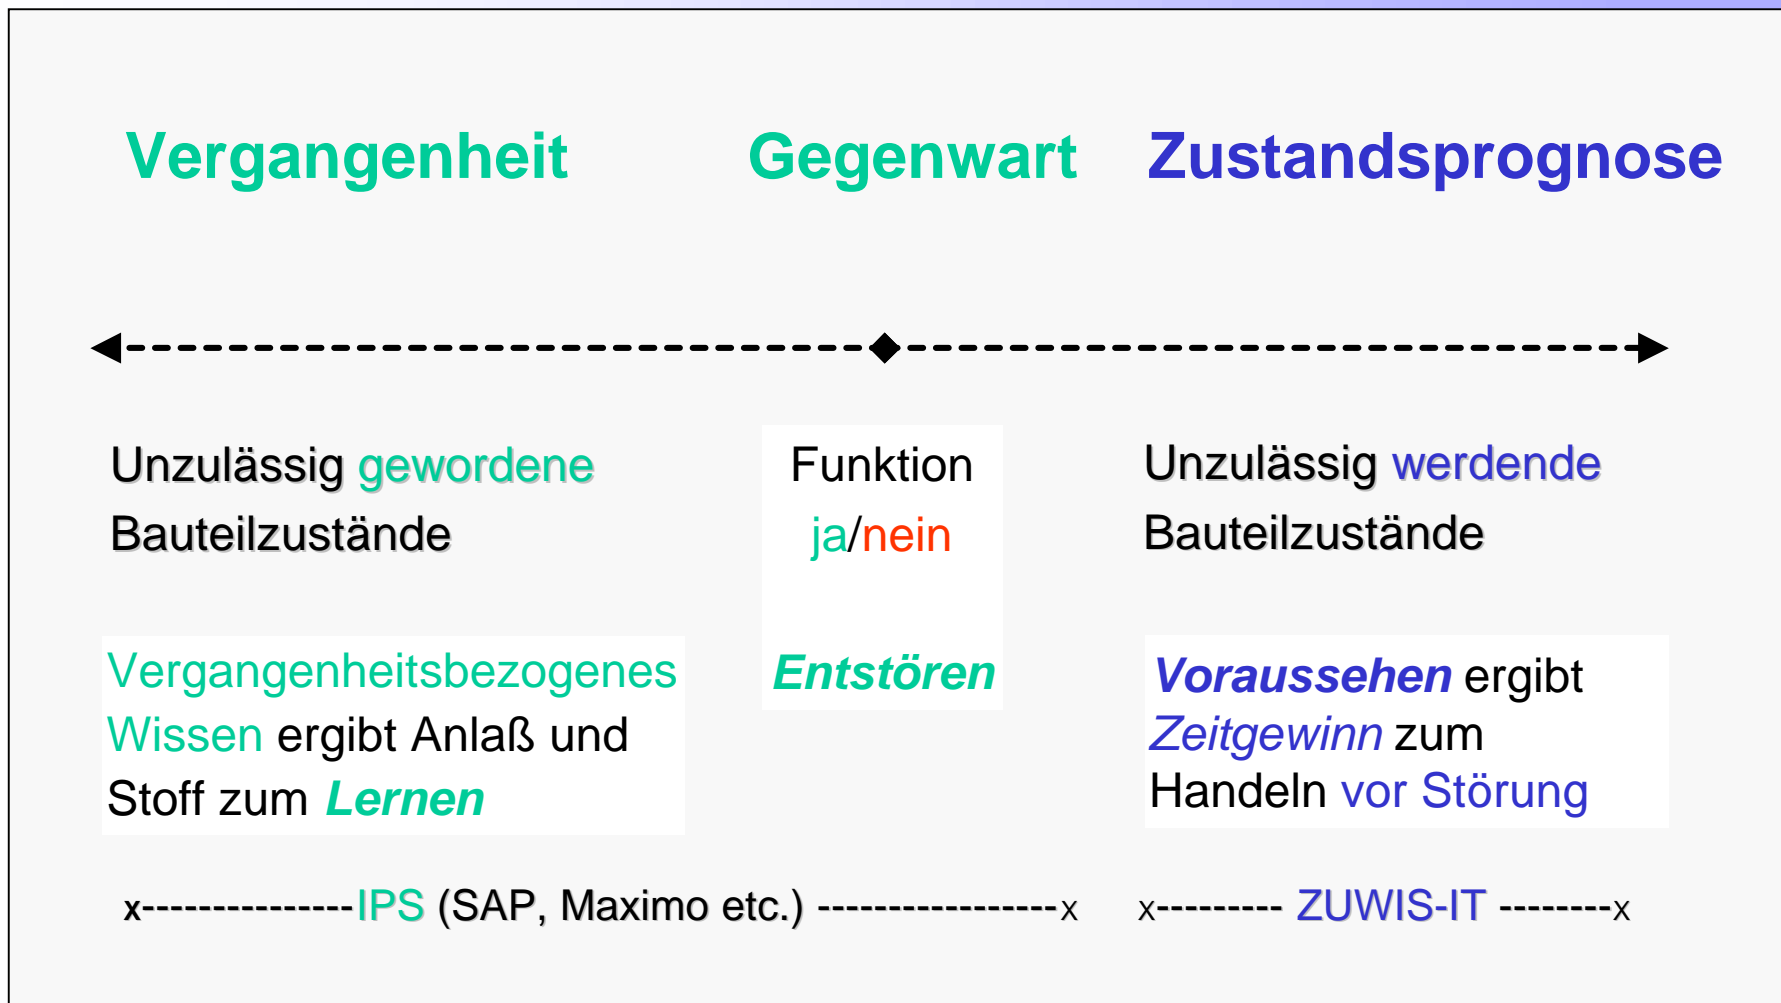 Vergangenheit Gegenwart Zustandsprognose
Unzulässig gewordene
Bauteilzustände
Funktion
ja/nein
Entstören
Unzulässig werdende
Bauteilzustände
Vergangenheitsbezogenes
Wissen ergibt Anlaß und
Stoff zum Lernen
Voraussehen ergibt
Zeitgewinn zum
Handeln vor Störung
x---------------IPS (SAP, Maximo etc.) -----------------x x--------- ZUWIS-IT --------x